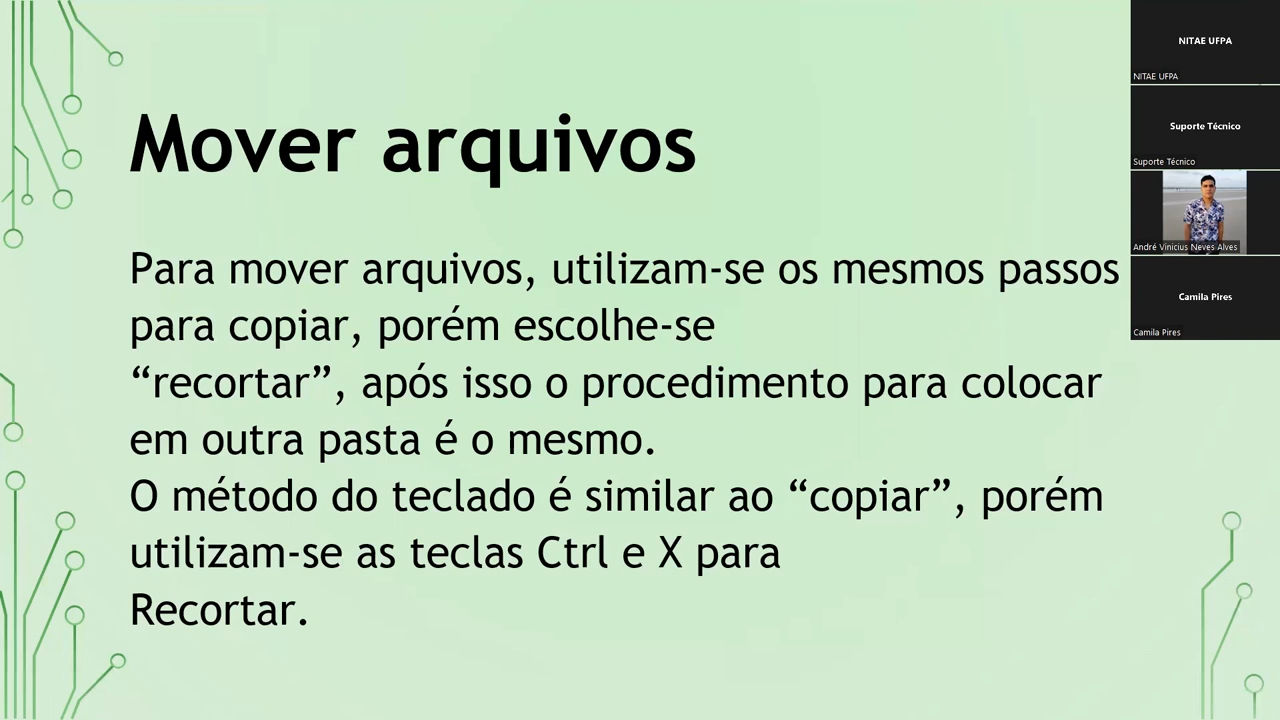 Mover arquivos
Para mover arquivos, utilizam-se os mesmos passos
para copiar, porém escolhe-se
“recortar”, após isso o procedimento para colocar
em outra pasta é o mesmo.
O método do teclado é similar ao “copiar”, porém
utilizam-se as teclas Ctrl e X para
Recortar.
NITAE UFPA
NITAE UFPA
Suporte Técnico
Suporte Técnico
André Vinicius Neves Alves
Camila Pires
Camila Pires